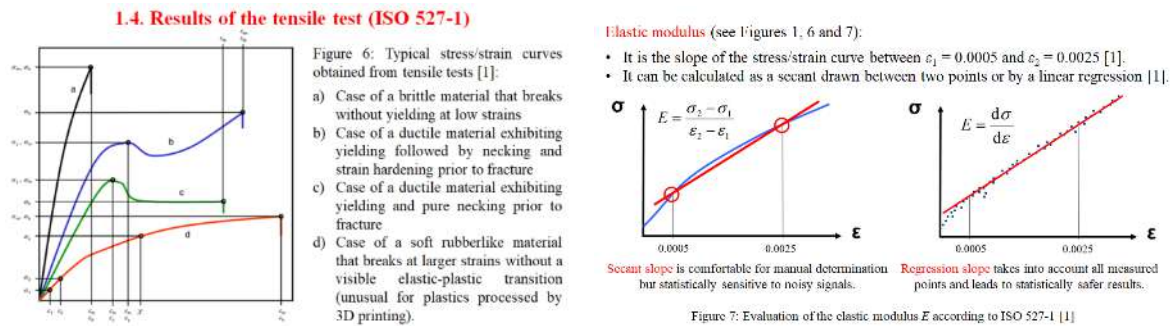 1.4. Results of the tensile test (ISO 527-1)
Figure 6: Typical stress/strain curves
obtained from tensile tests [1]:
a) Case of a brittle material that breaks
without yielding at low strains
b) Case of a ductile material exhibiting
yielding followed by necking and
strain hardening prior to fracture
c) Case of a ductile material exhibiting
yielding and pure necking prior to
fracture
d) Case of a soft rubberlike material
that breaks at larger strains without a
visible elastic-plastic transition
(unusual for plastics processed by
3D printing).
a
b
c
d
Elastic modulus (see Figures 1, 6 and 7):
• It is the slope of the stress/strain curve between ε₁ = 0.0005 and ε₂ = 0.0025 [1].
• It can be calculated as a secant drawn between two points or by a linear regression [1].
σ
E = (σ₂ − σ₁) / (ε₂ − ε₁)
0.0005
0.0025
ε
Secant slope is comfortable for manual determination
but statistically sensitive to noisy signals.
σ
E = dσ / dε
0.0005
0.0025
ε
Regression slope takes into account all measured
points and leads to statistically safer results.
Figure 7: Evaluation of the elastic modulus E according to ISO 527-1 [1]